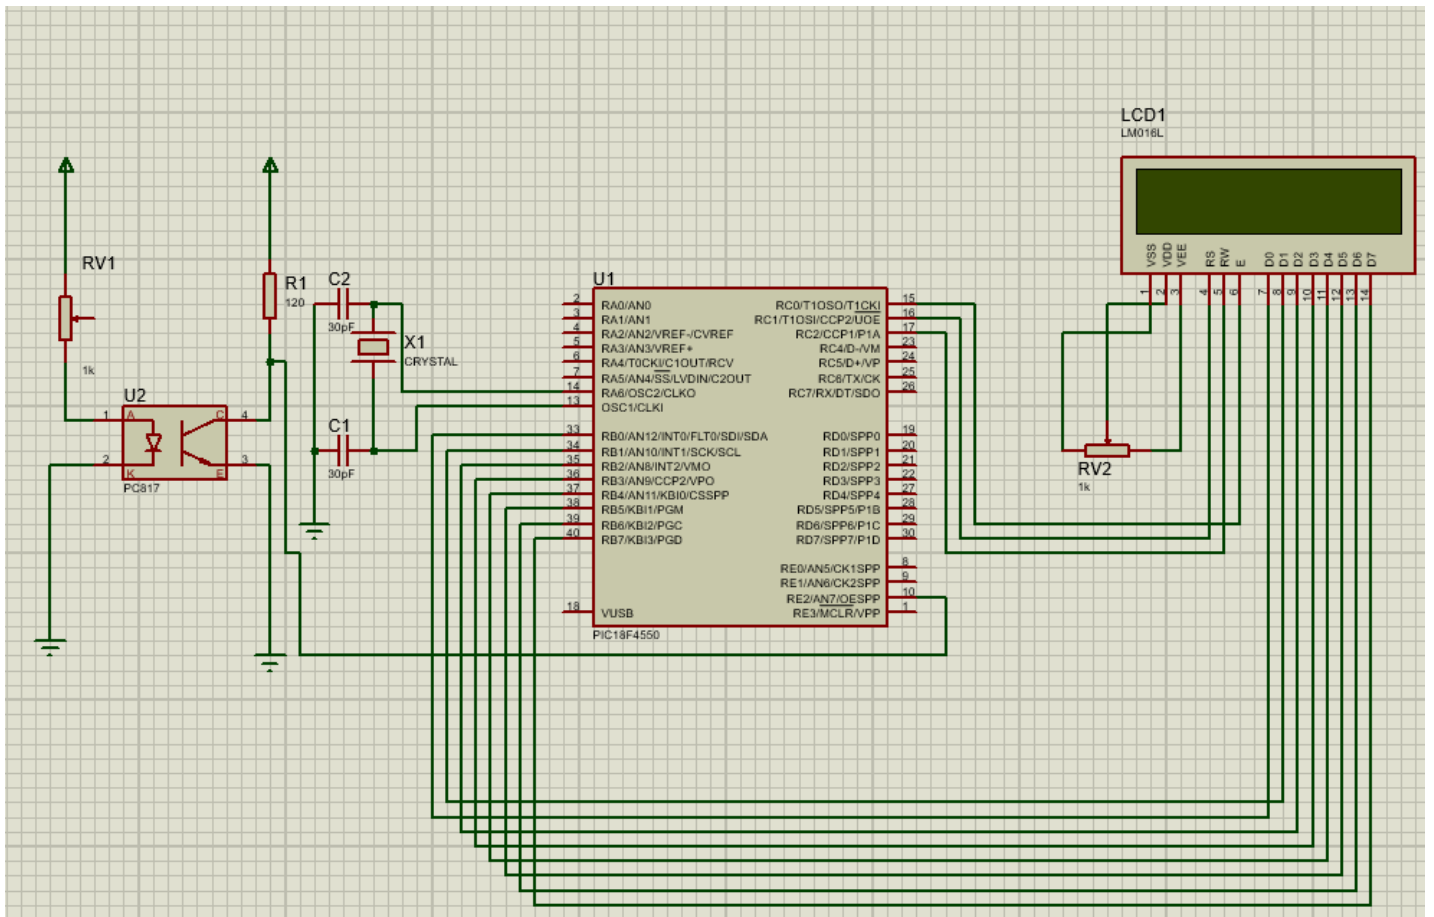 LCD1
LM016L
VSS
VDD
VEE
RS
RW
E
D0
D1
D2
D3
D4
D5
D6
D7
1
2
3
4
5
6
7
8
9
10
11
12
13
14
RV1
1k
R1
120
U2
1
A
C
4
2
K
E
3
PC817
C2
30pF
X1
CRYSTAL
C1
30pF
U1
2 RA0/AN0
3 RA1/AN1
4 RA2/AN2/VREF-/CVREF
5 RA3/AN3/VREF+
6 RA4/T0CKI/C1OUT/RCV
7 RA5/AN4/SS/LVDIN/C2OUT
14 RA6/OSC2/CLKO
13 OSC1/CLKI
33 RB0/AN12/INT0/FLT0/SDI/SDA
34 RB1/AN10/INT1/SCK/SCL
35 RB2/AN8/INT2/VMO
36 RB3/AN9/CCP2/VPO
37 RB4/AN11/KBI0/CSSPP
38 RB5/KBI1/PGM
39 RB6/KBI2/PGC
40 RB7/KBI3/PGD
18 VUSB
RC0/T1OSO/T1CKI 15
RC1/T1OSI/CCP2/UOE 16
RC2/CCP1/P1A 17
RC4/D-/VM 23
RC5/D+/VP 24
RC6/TX/CK 25
RC7/RX/DT/SDO 26
RD0/SPP0 19
RD1/SPP1 20
RD2/SPP2 21
RD3/SPP3 22
RD4/SPP4 27
RD5/SPP5/P1B 28
RD6/SPP6/P1C 29
RD7/SPP7/P1D 30
RE0/AN5/CK1SPP 8
RE1/AN6/CK2SPP 9
RE2/AN7/OESPP 10
RE3/MCLR/VPP 1
PIC18F4550
RV2
1k